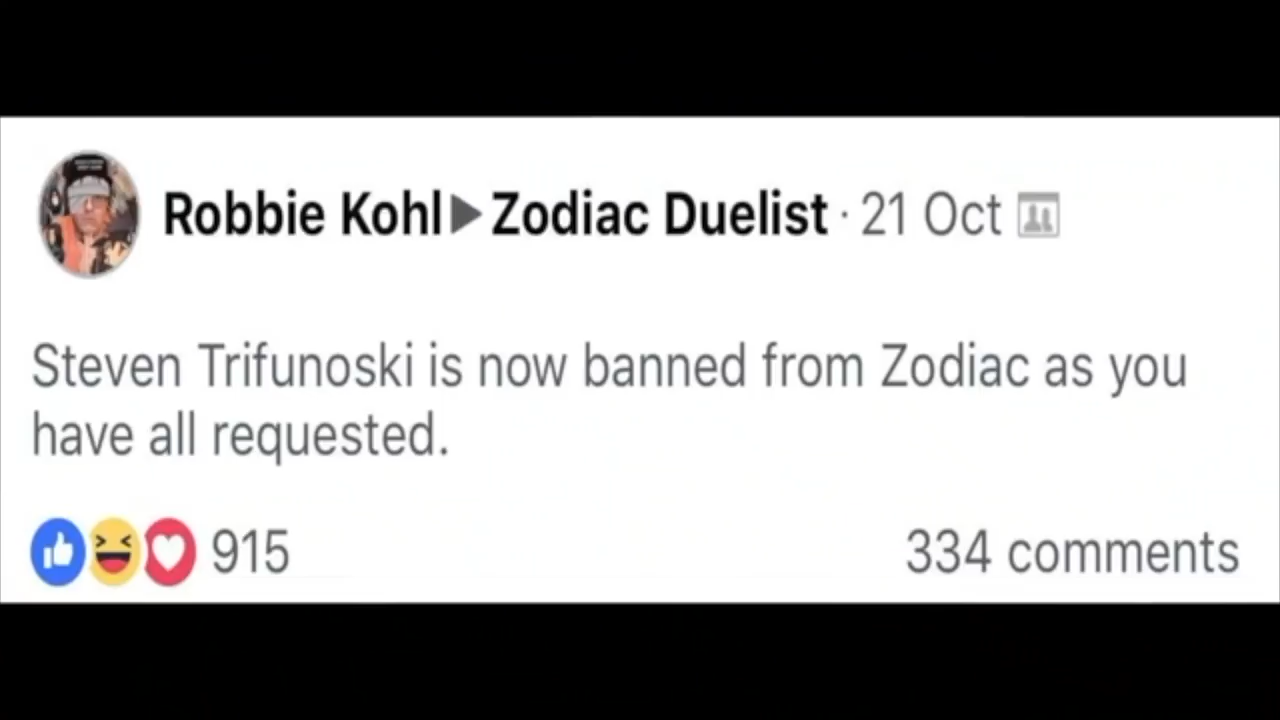 Robbie Kohl▶Zodiac Duelist · 21 Oct
Steven Trifunoski is now banned from Zodiac as you
have all requested.
915 334 comments